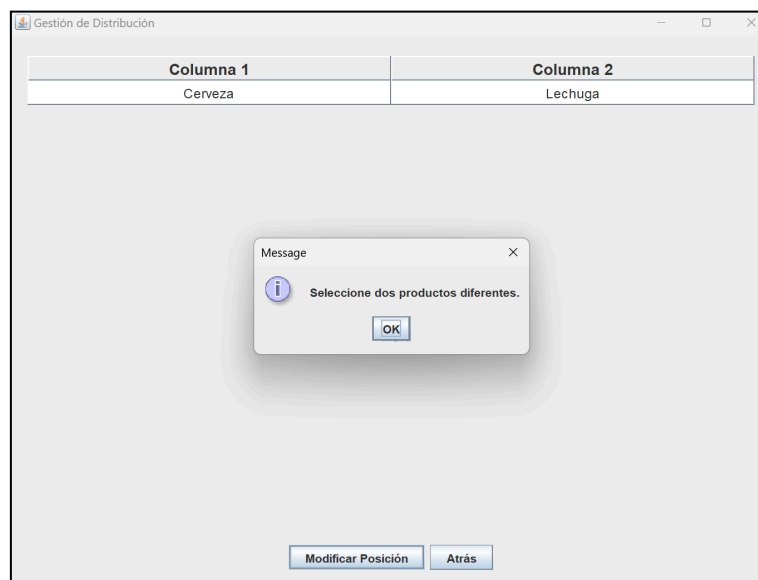 Gestión de Distribución
Columna 1 Columna 2
Cerveza Lechuga
Message
i
Seleccione dos productos diferentes.
OK
Modificar Posición Atrás